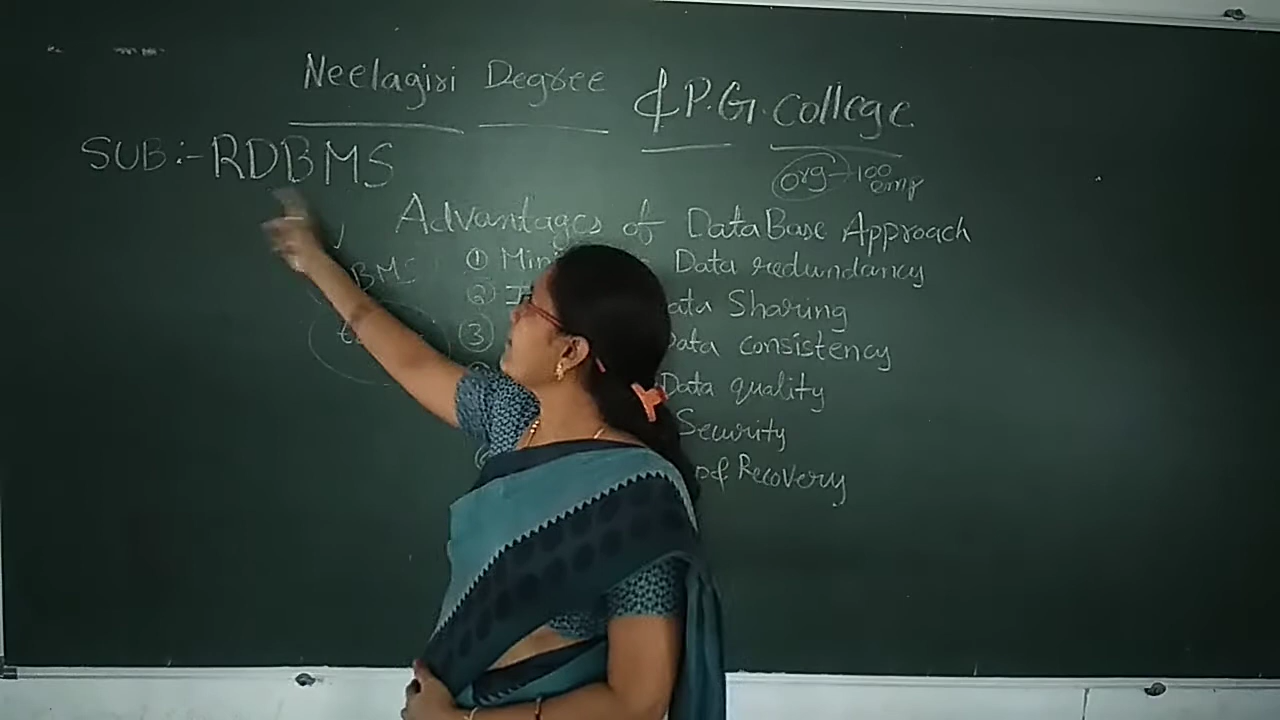 Neelagiri Degree & P.G. college
SUB:- RDBMS
org → 100 emp
Advantages of DataBase Approach
① Data redundancy
② Data Sharing
③ Data consistency
Data quality
Security
Recovery